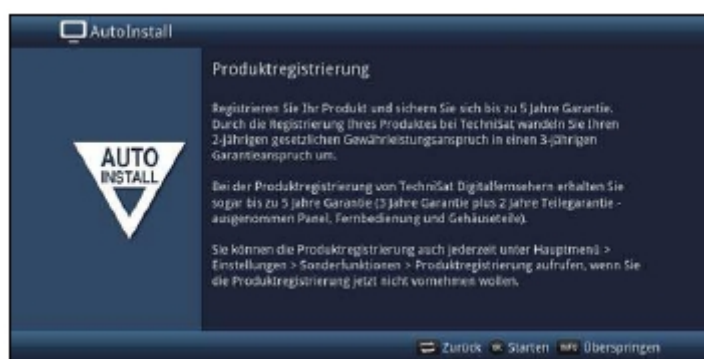 AutoInstall
Produktregistrierung
Registrieren Sie Ihr Produkt und sichern Sie sich bis zu 5 Jahre Garantie.
Durch die Registrierung Ihres Produktes bei TechniSat wandeln Sie Ihren
2-jährigen gesetzlichen Gewährleistungsanspruch in einen 3-jährigen
Garantieanspruch um.
Bei der Produktregistrierung von TechniSat Digitalfernsehern erhalten Sie
sogar bis zu 5 Jahre Garantie (3 Jahre Garantie plus 2 Jahre Teilegarantie -
ausgenommen Panel, Fernbedienung und Gehäuseteile).
Sie können die Produktregistrierung auch jederzeit unter Hauptmenü >
Einstellungen > Sonderfunktionen > Produktregistrierung aufrufen, wenn Sie
die Produktregistrierung jetzt nicht vornehmen wollen.
AUTO
INSTALL
Zurück OK Starten INFO Überspringen